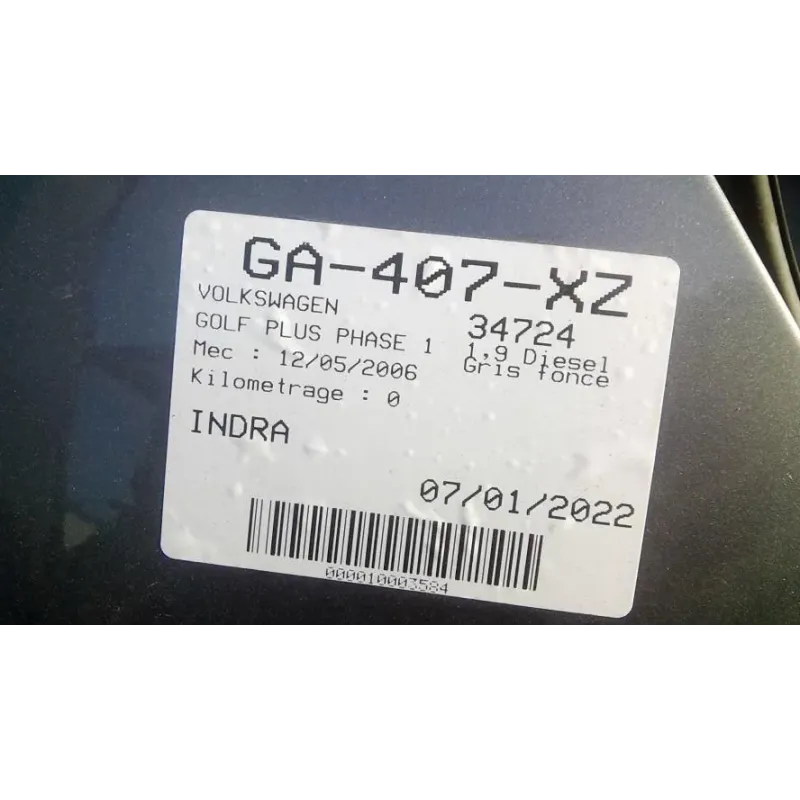 GA-407-XZ
VOLKSWAGEN
34724
GOLF PLUS PHASE 1
1,9 Diesel
Mec : 12/05/2006
Gris fonce
Kilometrage : 0
INDRA
07/01/2022
000010003584